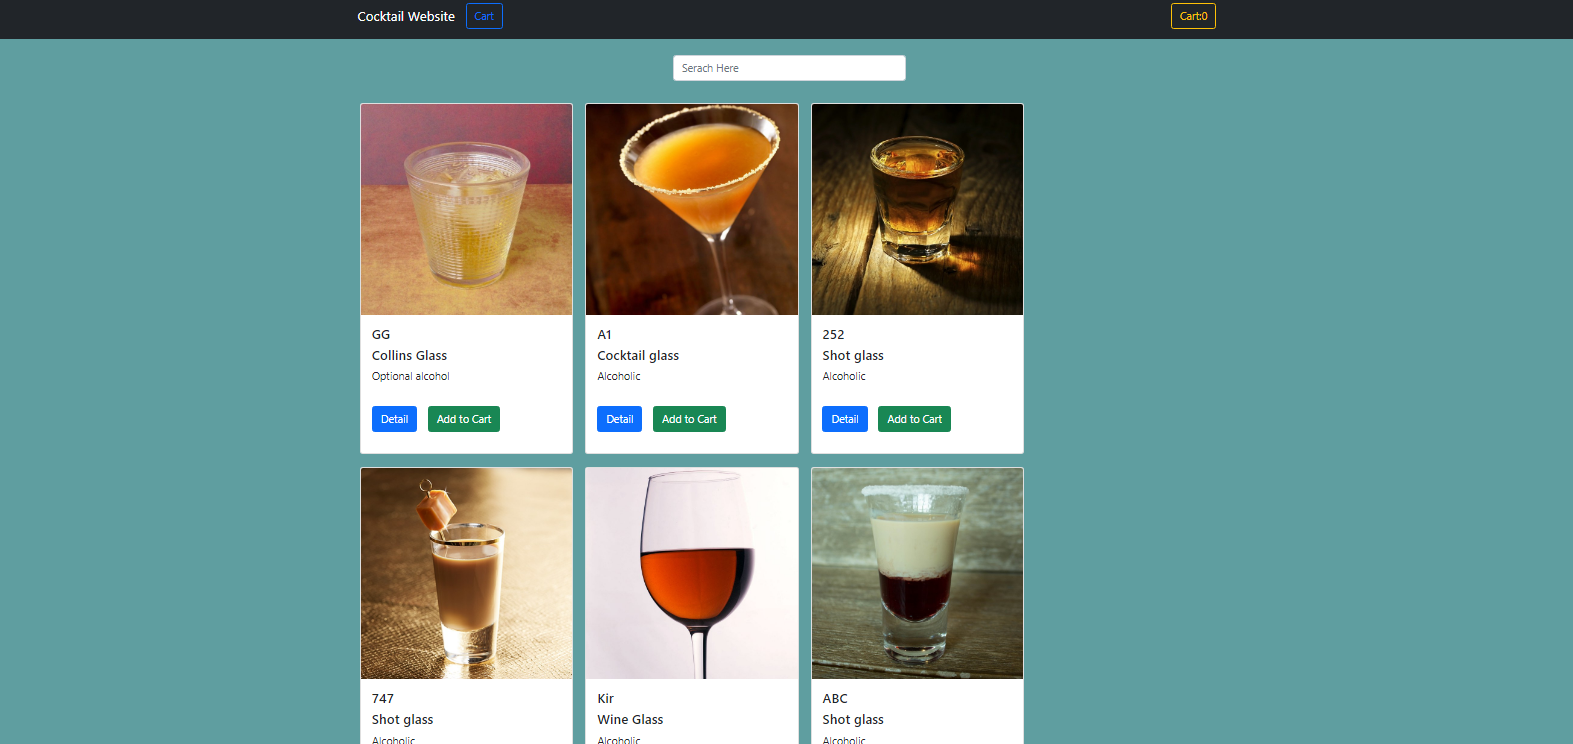 Cocktail Website Cart Cart:0
Serach Here
GG
Collins Glass
Optional alcohol
Detail Add to Cart
A1
Cocktail glass
Alcoholic
Detail Add to Cart
252
Shot glass
Alcoholic
Detail Add to Cart
747
Shot glass
Alcoholic
Kir
Wine Glass
Alcoholic
ABC
Shot glass
Alcoholic